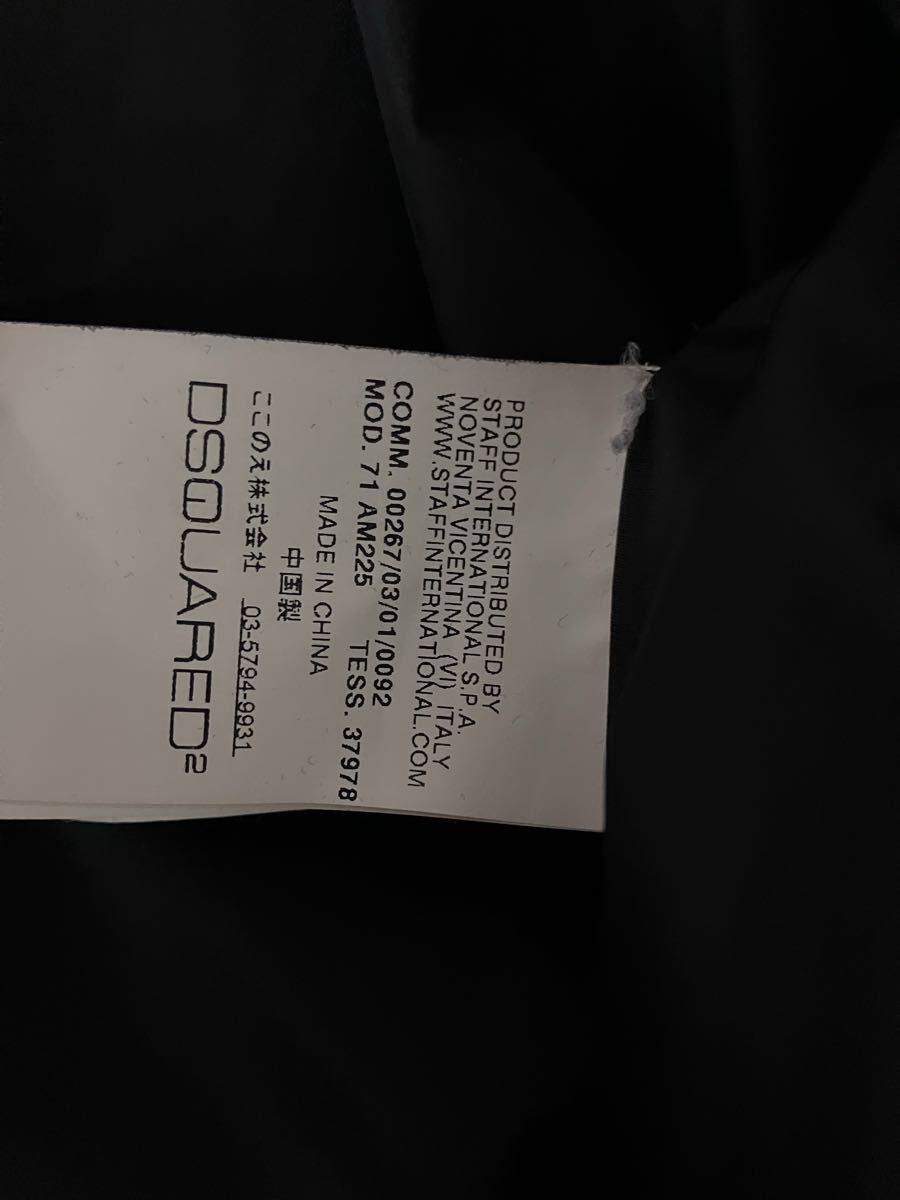 PRODUCT DISTRIBUTED BY
STAFF INTERNATIONAL S.P.A.
NOVENTA VICENTINA (VI) ITALY
WWW.STAFFINTERNATIONAL.COM
COMM. 00267/03/01/0092
MOD. 71 AM225 TESS. 37978
MADE IN CHINA
中国製
ここのえ株式会社 03-5794-9931
DSQUARED2